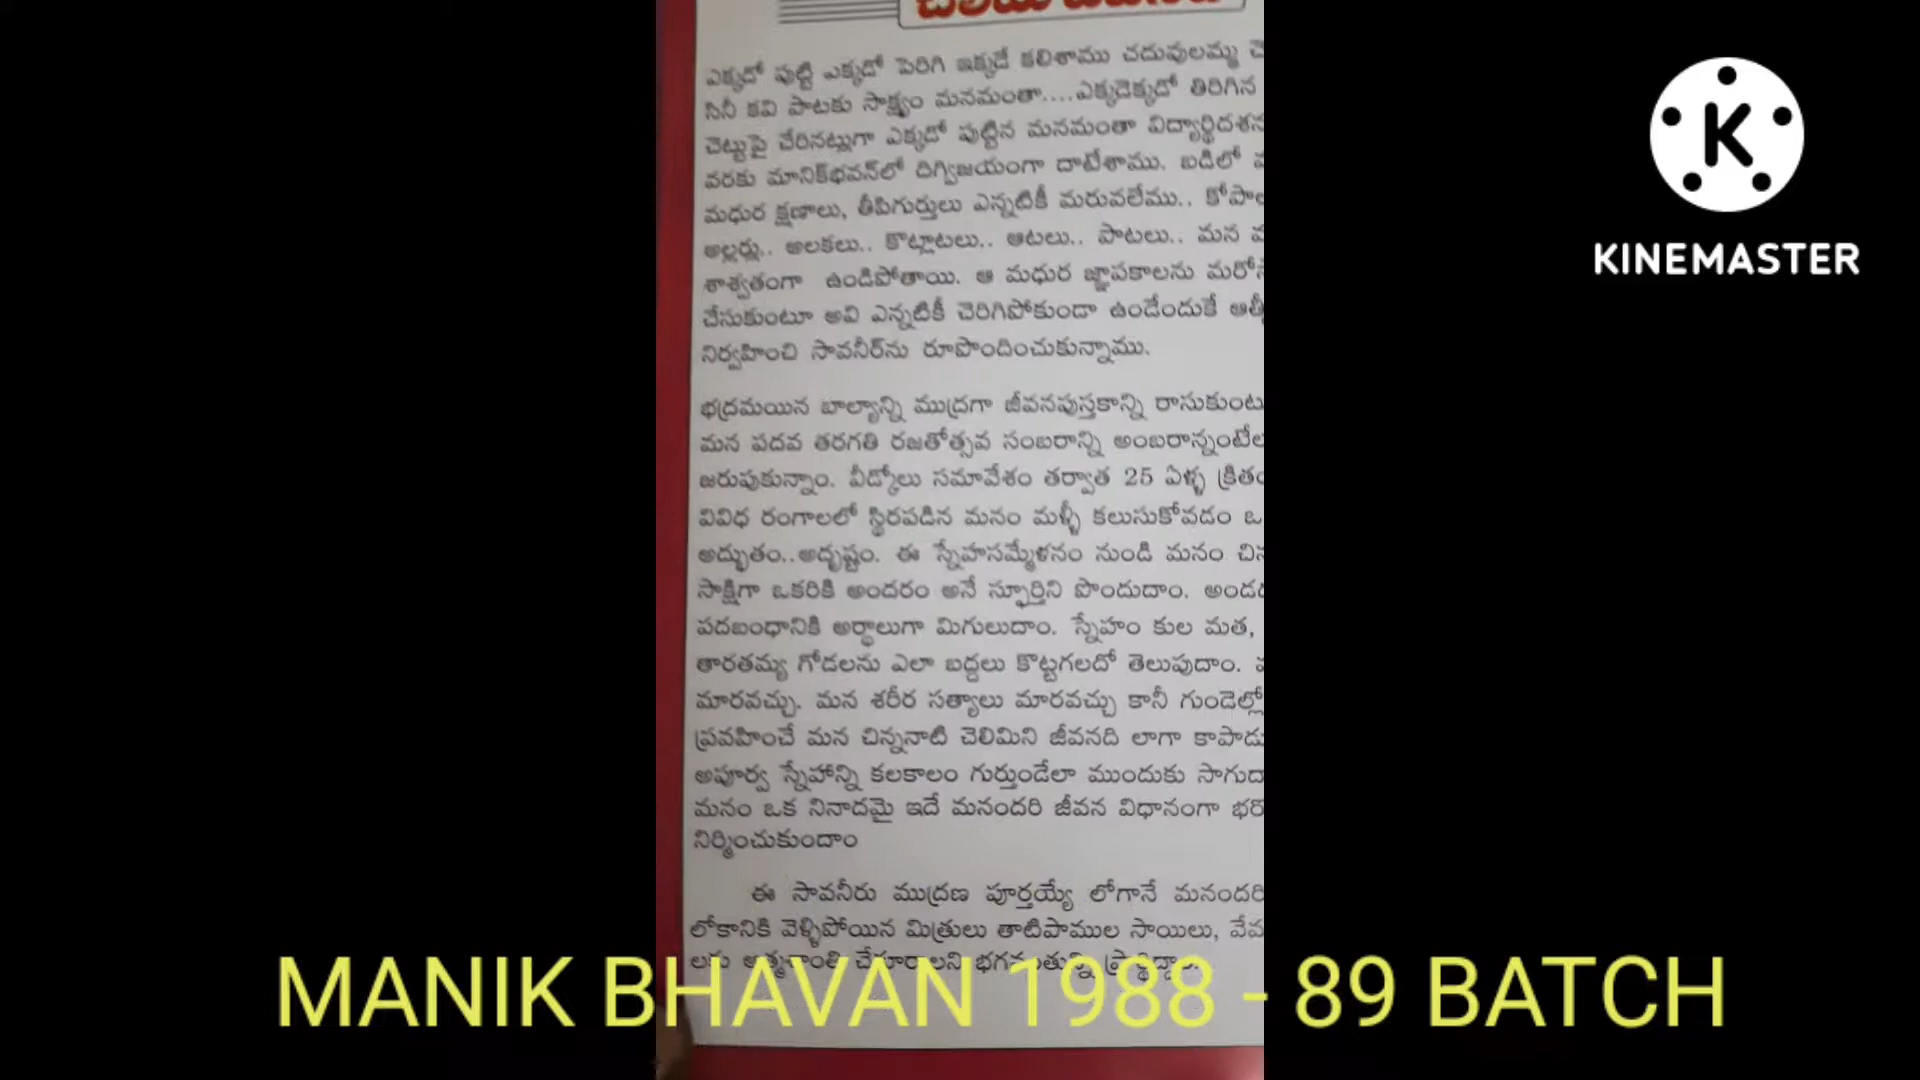 ఎక్కడో పుట్టి ఎక్కడో పెరిగి ఇక్కడే కలిశాము చదువులమ్మ
సినీ కవి పాటకు సాక్ష్యం మనమంతా....ఎక్కడెక్కడో తిరిగిన
చెట్టుపై చేరినట్లుగా ఎక్కడో పుట్టిన మనమంతా
వరకు మానిక్‌భవన్‌లో దిగ్విజయంగా దాటేశాము. బడిలో
మధుర క్షణాలు, తీపిగుర్తులు ఎన్నటికీ మరువలేము..
అల్లర్లు.. అలకలు.. కొట్లాటలు.. ఆటలు.. పాటలు.. మన
శాశ్వతంగా ఉండిపోతాయి. ఆ మధుర జ్ఞాపకాలను
చేసుకుంటూ అవి ఎన్నటికీ చెరిగిపోకుండా ఉండేందుకే
నిర్వహించి సావనీర్‌ను రూపొందించుకున్నాము.
భద్రమయిన బాల్యాన్ని ముద్రగా జీవనపుస్తకాన్ని
మన పదవ తరగతి రజతోత్సవ సంబరాన్ని
జరుపుకున్నాం. వీడ్కోలు సమావేశం తర్వాత 25 ఏళ్ళ
వివిధ రంగాలలో స్థిరపడిన మనం మళ్ళీ కలుసుకోవడం ఒ
అద్భుతం..అదృష్టం. ఈ స్నేహసమ్మేళనం నుండి మనం
సాక్షిగా ఒకరికి అందరం అనే స్ఫూర్తిని పొందుదాం.
పదబంధానికి అర్థాలుగా మిగులుదాం. స్నేహం కుల మత,
తారతమ్య గోడలను ఎలా బద్దలు కొట్టగలదో తెలుపుదాం.
మారవచ్చు. మన శరీర సత్యాలు మారవచ్చు కానీ గుండెల్లో
ప్రవహించే మన చిన్ననాటి చెలిమిని జీవనది లాగా
అపూర్వ స్నేహాన్ని కలకాలం గుర్తుండేలా ముందుకు
మనం ఒక నినాదమై ఇదే మనందరి జీవన విధానంగా
నిర్మించుకుందాం
ఈ సావనీరు ముద్రణ పూర్తయ్యే లోగానే మనందరి
లోకానికి వెళ్ళిపోయిన మిత్రులు తాటిపాముల సాయిలు,
MANIK BHAVAN 1988 - 89 BATCH
K
KINEMASTER